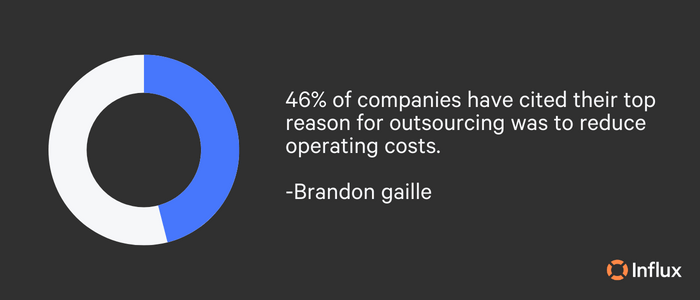 46% of companies have cited their top
reason for outsourcing was to reduce
operating costs.
-Brandon gaille
Influx